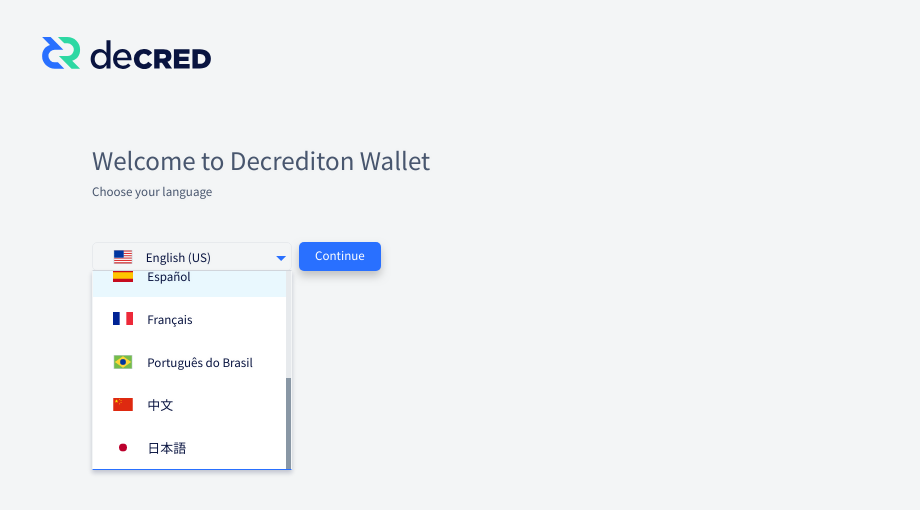 decred
Welcome to Decrediton Wallet
Choose your language
English (US)
Continue
Español
Français
Português do Brasil
中文
日本語